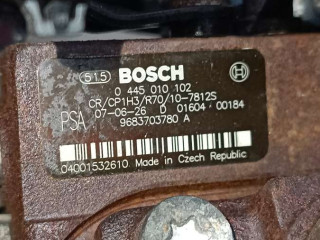 515 BOSCH
0 445 010 102
CR/CP1H3/R70/10-7812S
PSA 07-06-26 D 01604 00184
9683703780 A
04001532610 Made in Czech Republic